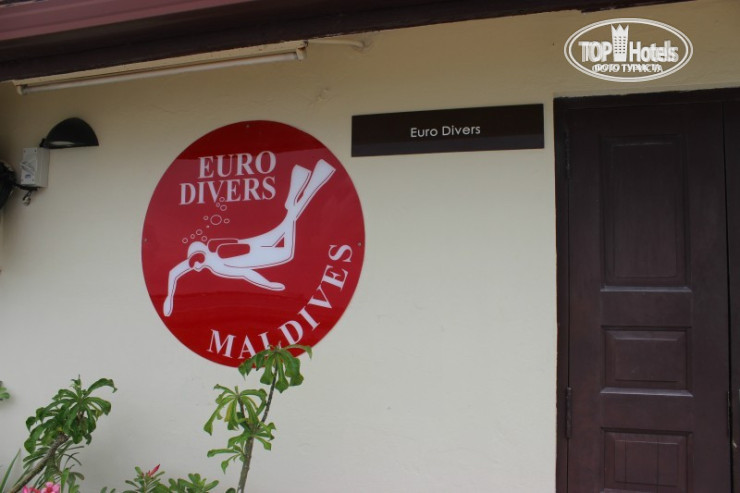 TOP Hotels
ФОТО ТУРИСТА
Euro Divers
EURO
DIVERS
MALDIVES